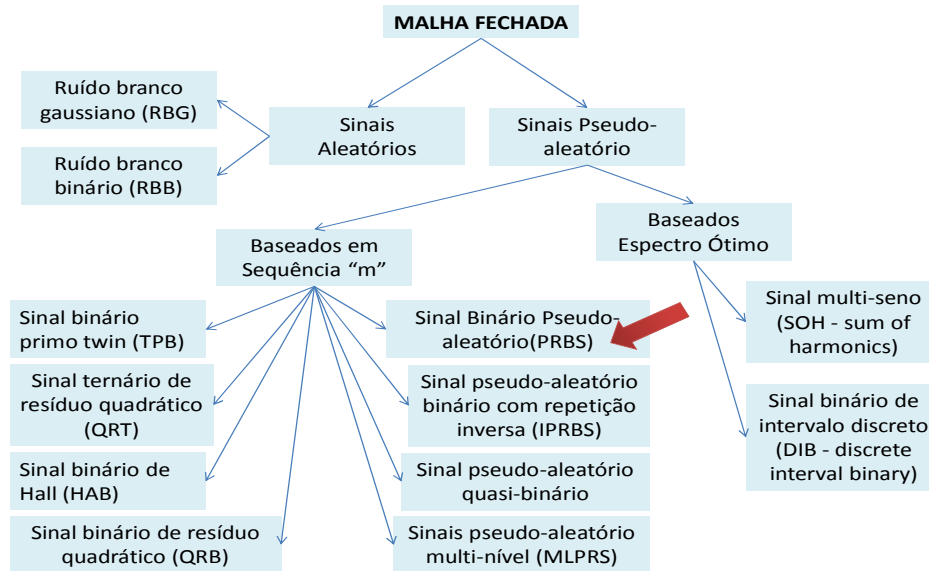 MALHA FECHADA
Ruído branco
gaussiano (RBG)
Ruído branco
binário (RBB)
Sinais
Aleatórios
Sinais Pseudo-
aleatório
Baseados em
Sequência “m”
Baseados
Espectro Ótimo
Sinal binário
primo twin (TPB)
Sinal ternário de
resíduo quadrático
(QRT)
Sinal binário de
Hall (HAB)
Sinal binário de resíduo
quadrático (QRB)
Sinal Binário Pseudo-
aleatório(PRBS)
Sinal pseudo-aleatório
binário com repetição
inversa (IPRBS)
Sinal pseudo-aleatório
quasi-binário
Sinais pseudo-aleatório
multi-nível (MLPRS)
Sinal multi-seno
(SOH - sum of
harmonics)
Sinal binário de
intervalo discreto
(DIB - discrete
interval binary)